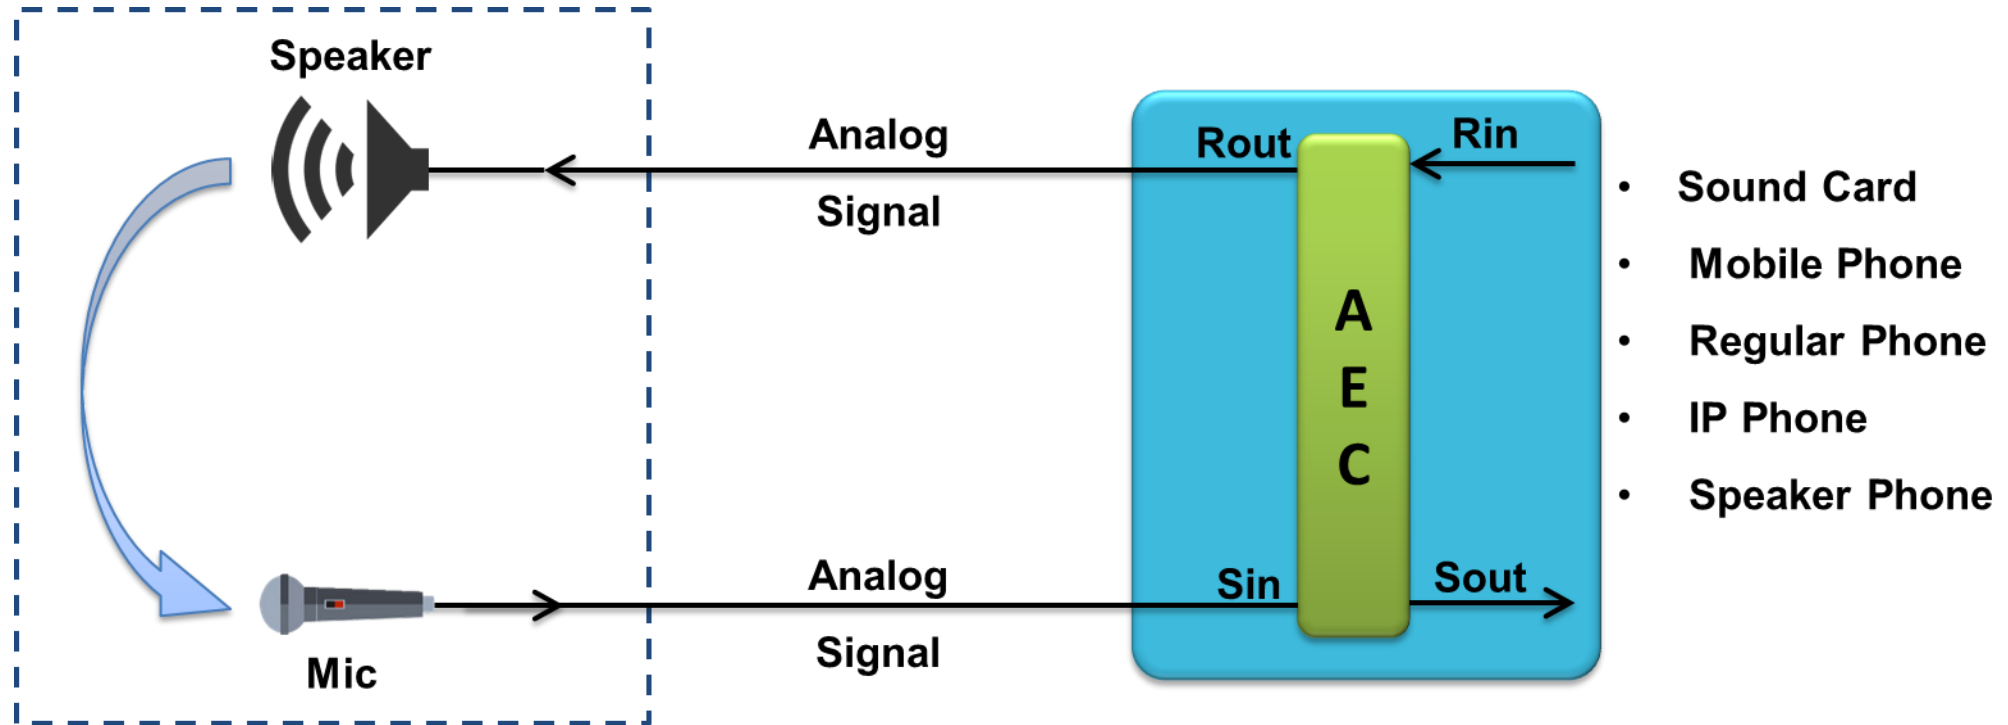 Speaker
Analog
Signal
Rout
Rin
• Sound Card
• Mobile Phone
• Regular Phone
• IP Phone
• Speaker Phone
A
E
C
Analog
Signal
Sin
Sout
Mic